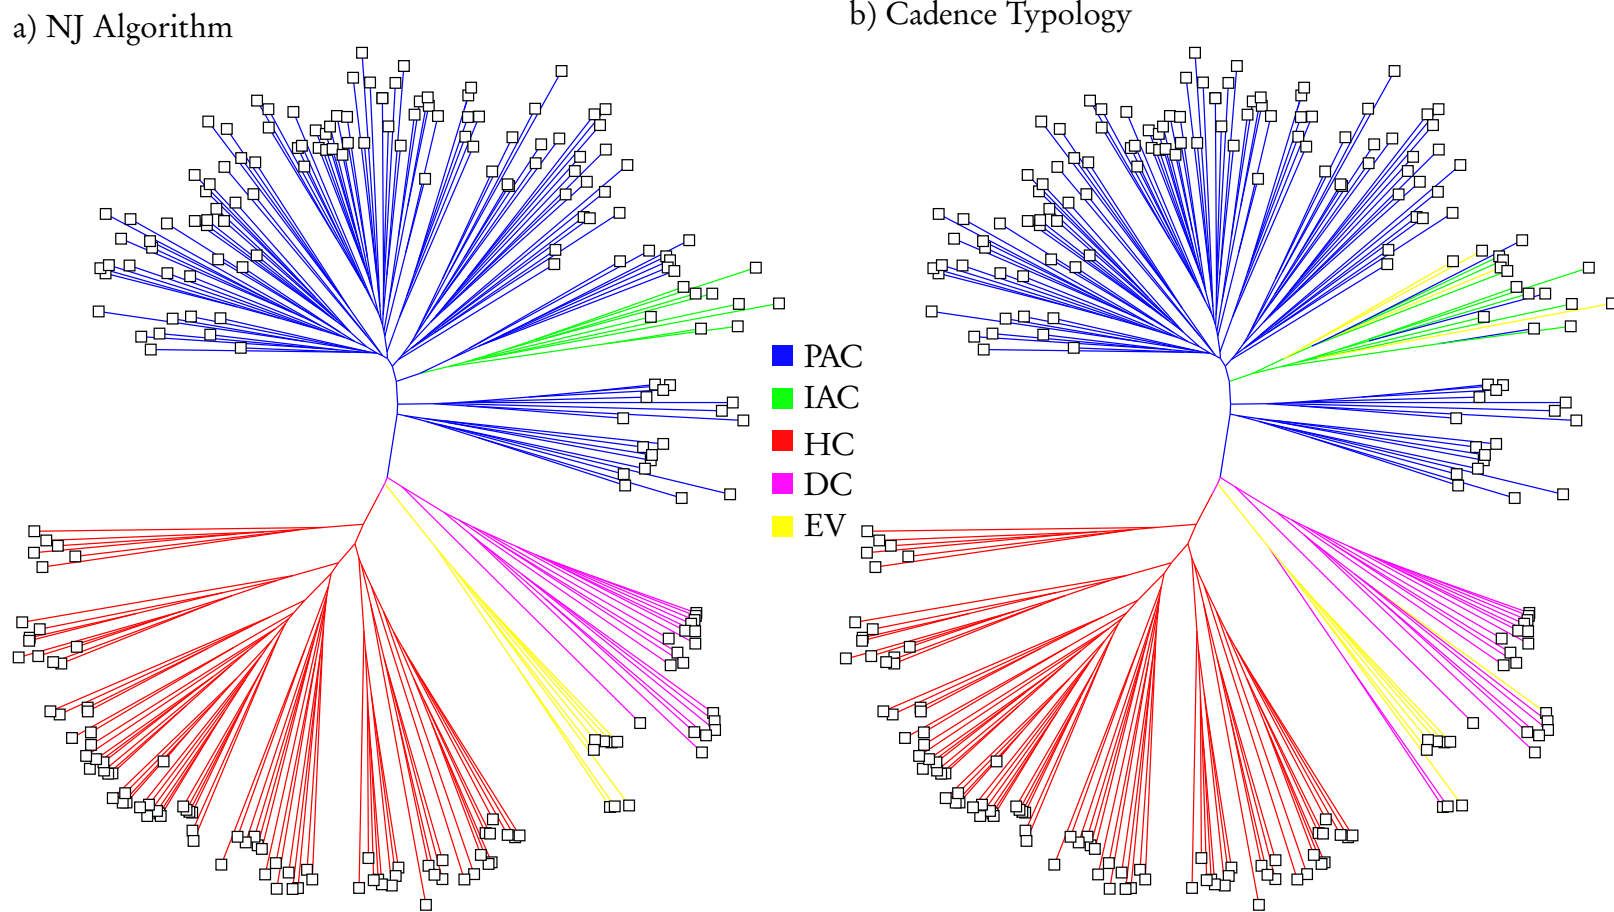 a) NJ Algorithm
b) Cadence Typology
PAC
IAC
HC
DC
EV